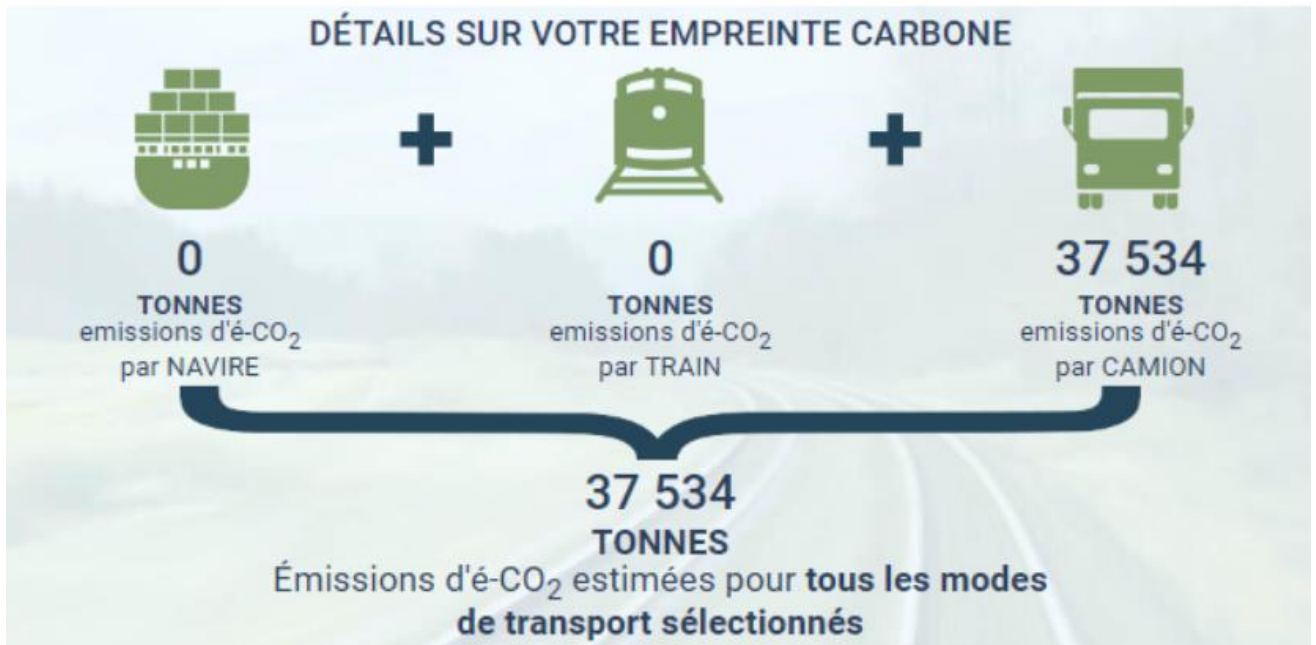 DÉTAILS SUR VOTRE EMPREINTE CARBONE
0
TONNES
emissions d'é-CO₂
par NAVIRE
0
TONNES
emissions d'é-CO₂
par TRAIN
37 534
TONNES
emissions d'é-CO₂
par CAMION
37 534
TONNES
Émissions d'é-CO₂ estimées pour tous les modes
de transport sélectionnés